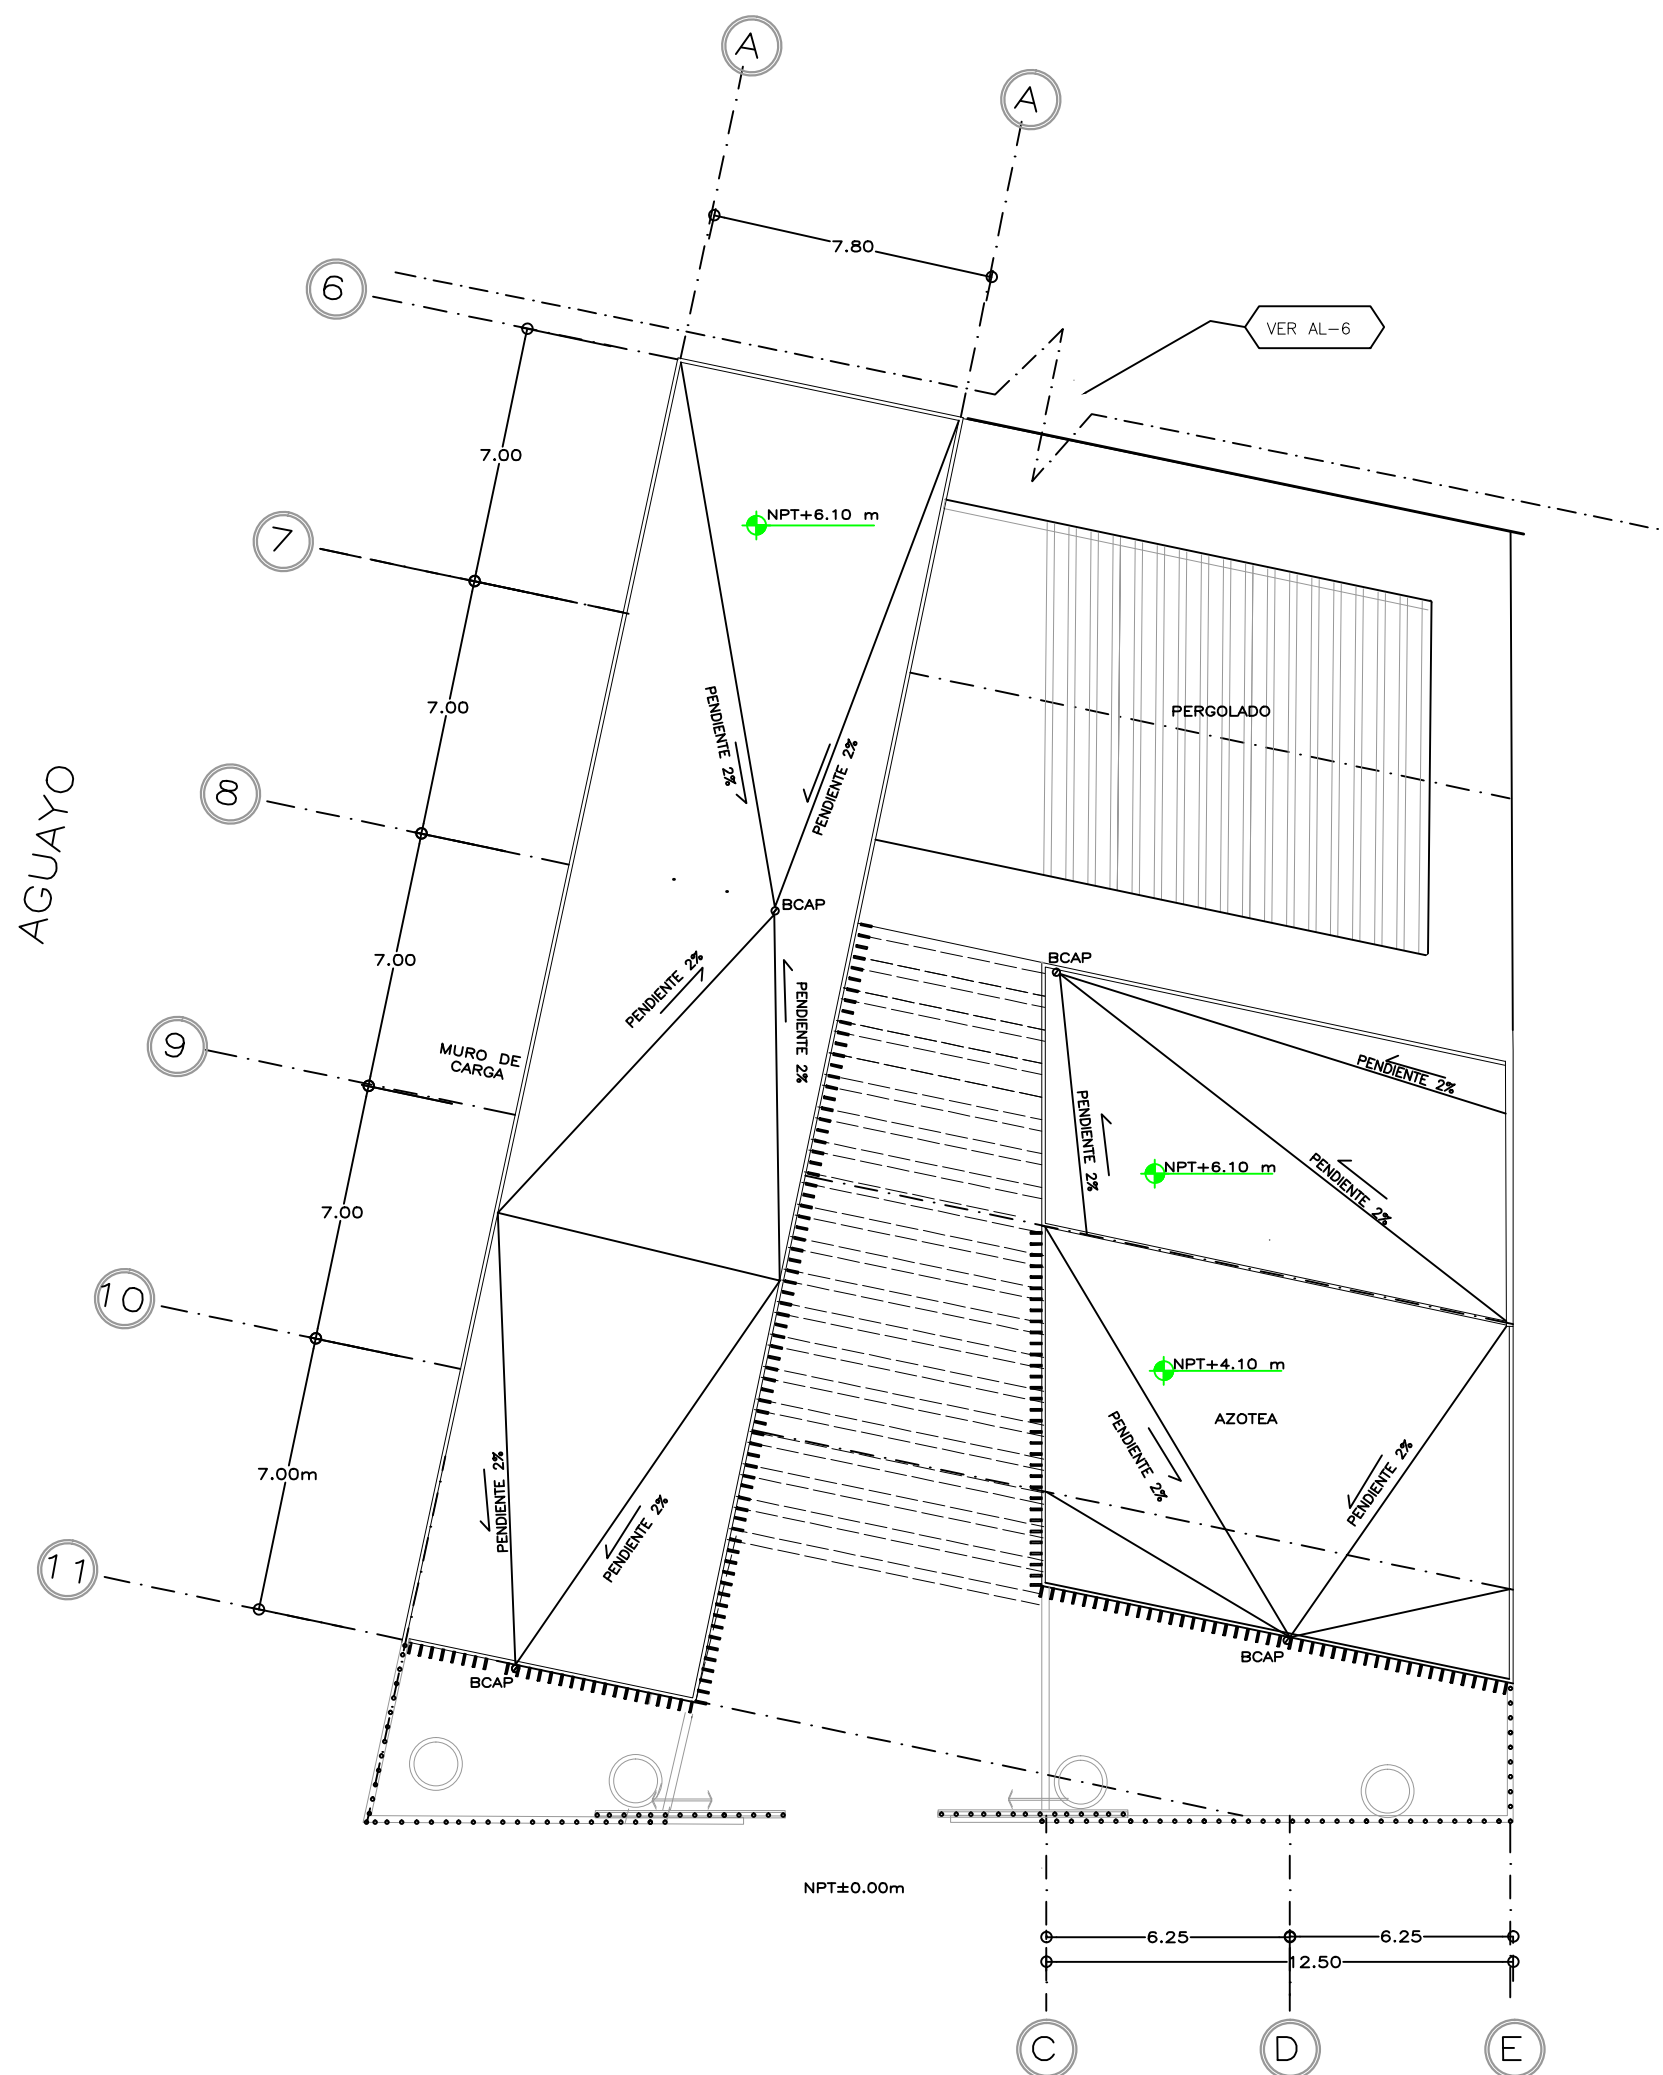 A
A
7.80
6
VER AL-6
7.00
NPT+6.10 m
7
7.00
PERGOLADO
PENDIENTE 2%
PENDIENTE 2%
8
AGUAYO
BCAP
7.00
PENDIENTE 2%
PENDIENTE 2%
BCAP
9
MURO DE
CARGA
PENDIENTE 2%
PENDIENTE 2%
NPT+6.10 m
PENDIENTE 2%
7.00
10
NPT+4.10 m
AZOTEA
PENDIENTE 2%
PENDIENTE 2%
7.00m
PENDIENTE 2%
PENDIENTE 2%
11
BCAP
BCAP
NPT±0.00m
6.25
6.25
12.50
C
D
E